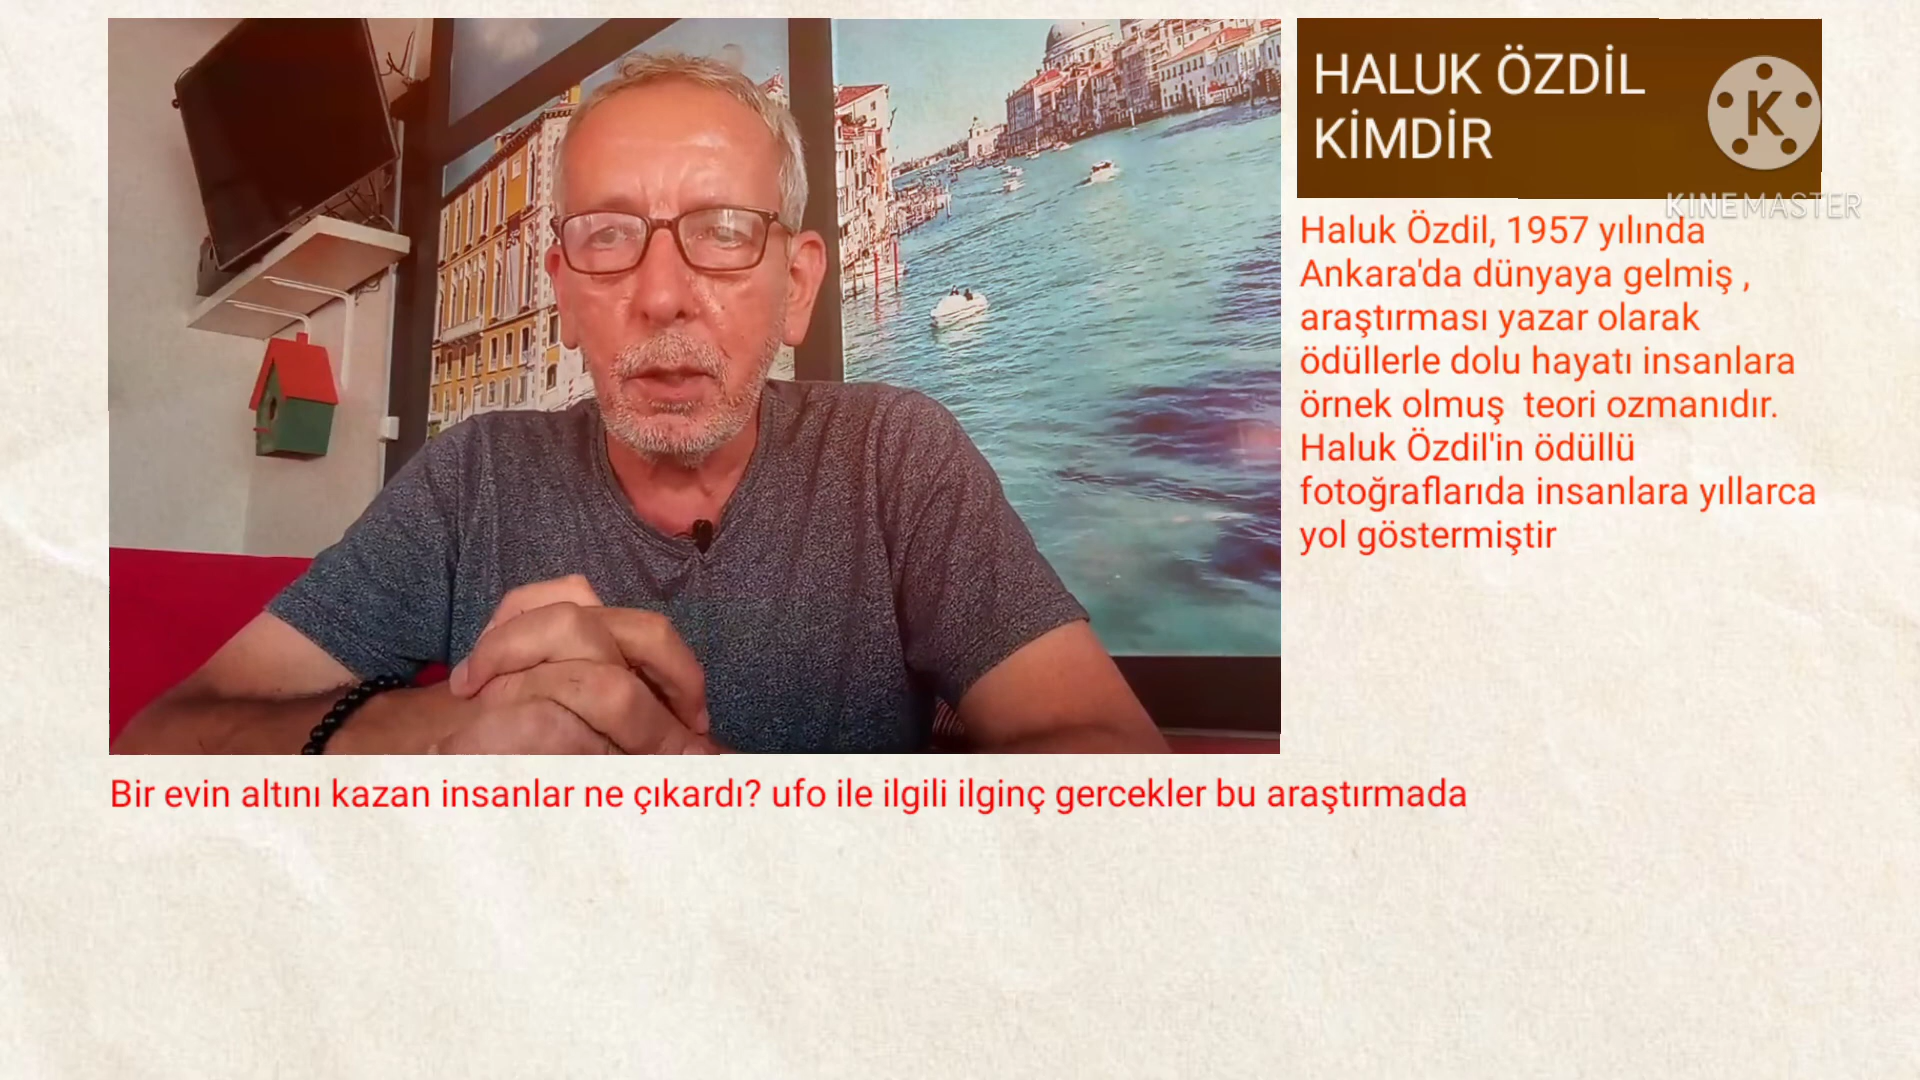 HALUK ÖZDİL
KİMDİR
K
KINEMASTER
Haluk Özdil, 1957 yılında
Ankara'da dünyaya gelmiş ,
araştırması yazar olarak
ödüllerle dolu hayatı insanlara
örnek olmuş  teori ozmanıdır.
Haluk Özdil'in ödüllü
fotoğraflarıda insanlara yıllarca
yol göstermiştir
Bir evin altını kazan insanlar ne çıkardı? ufo ile ilgili ilginç gercekler bu araştırmada